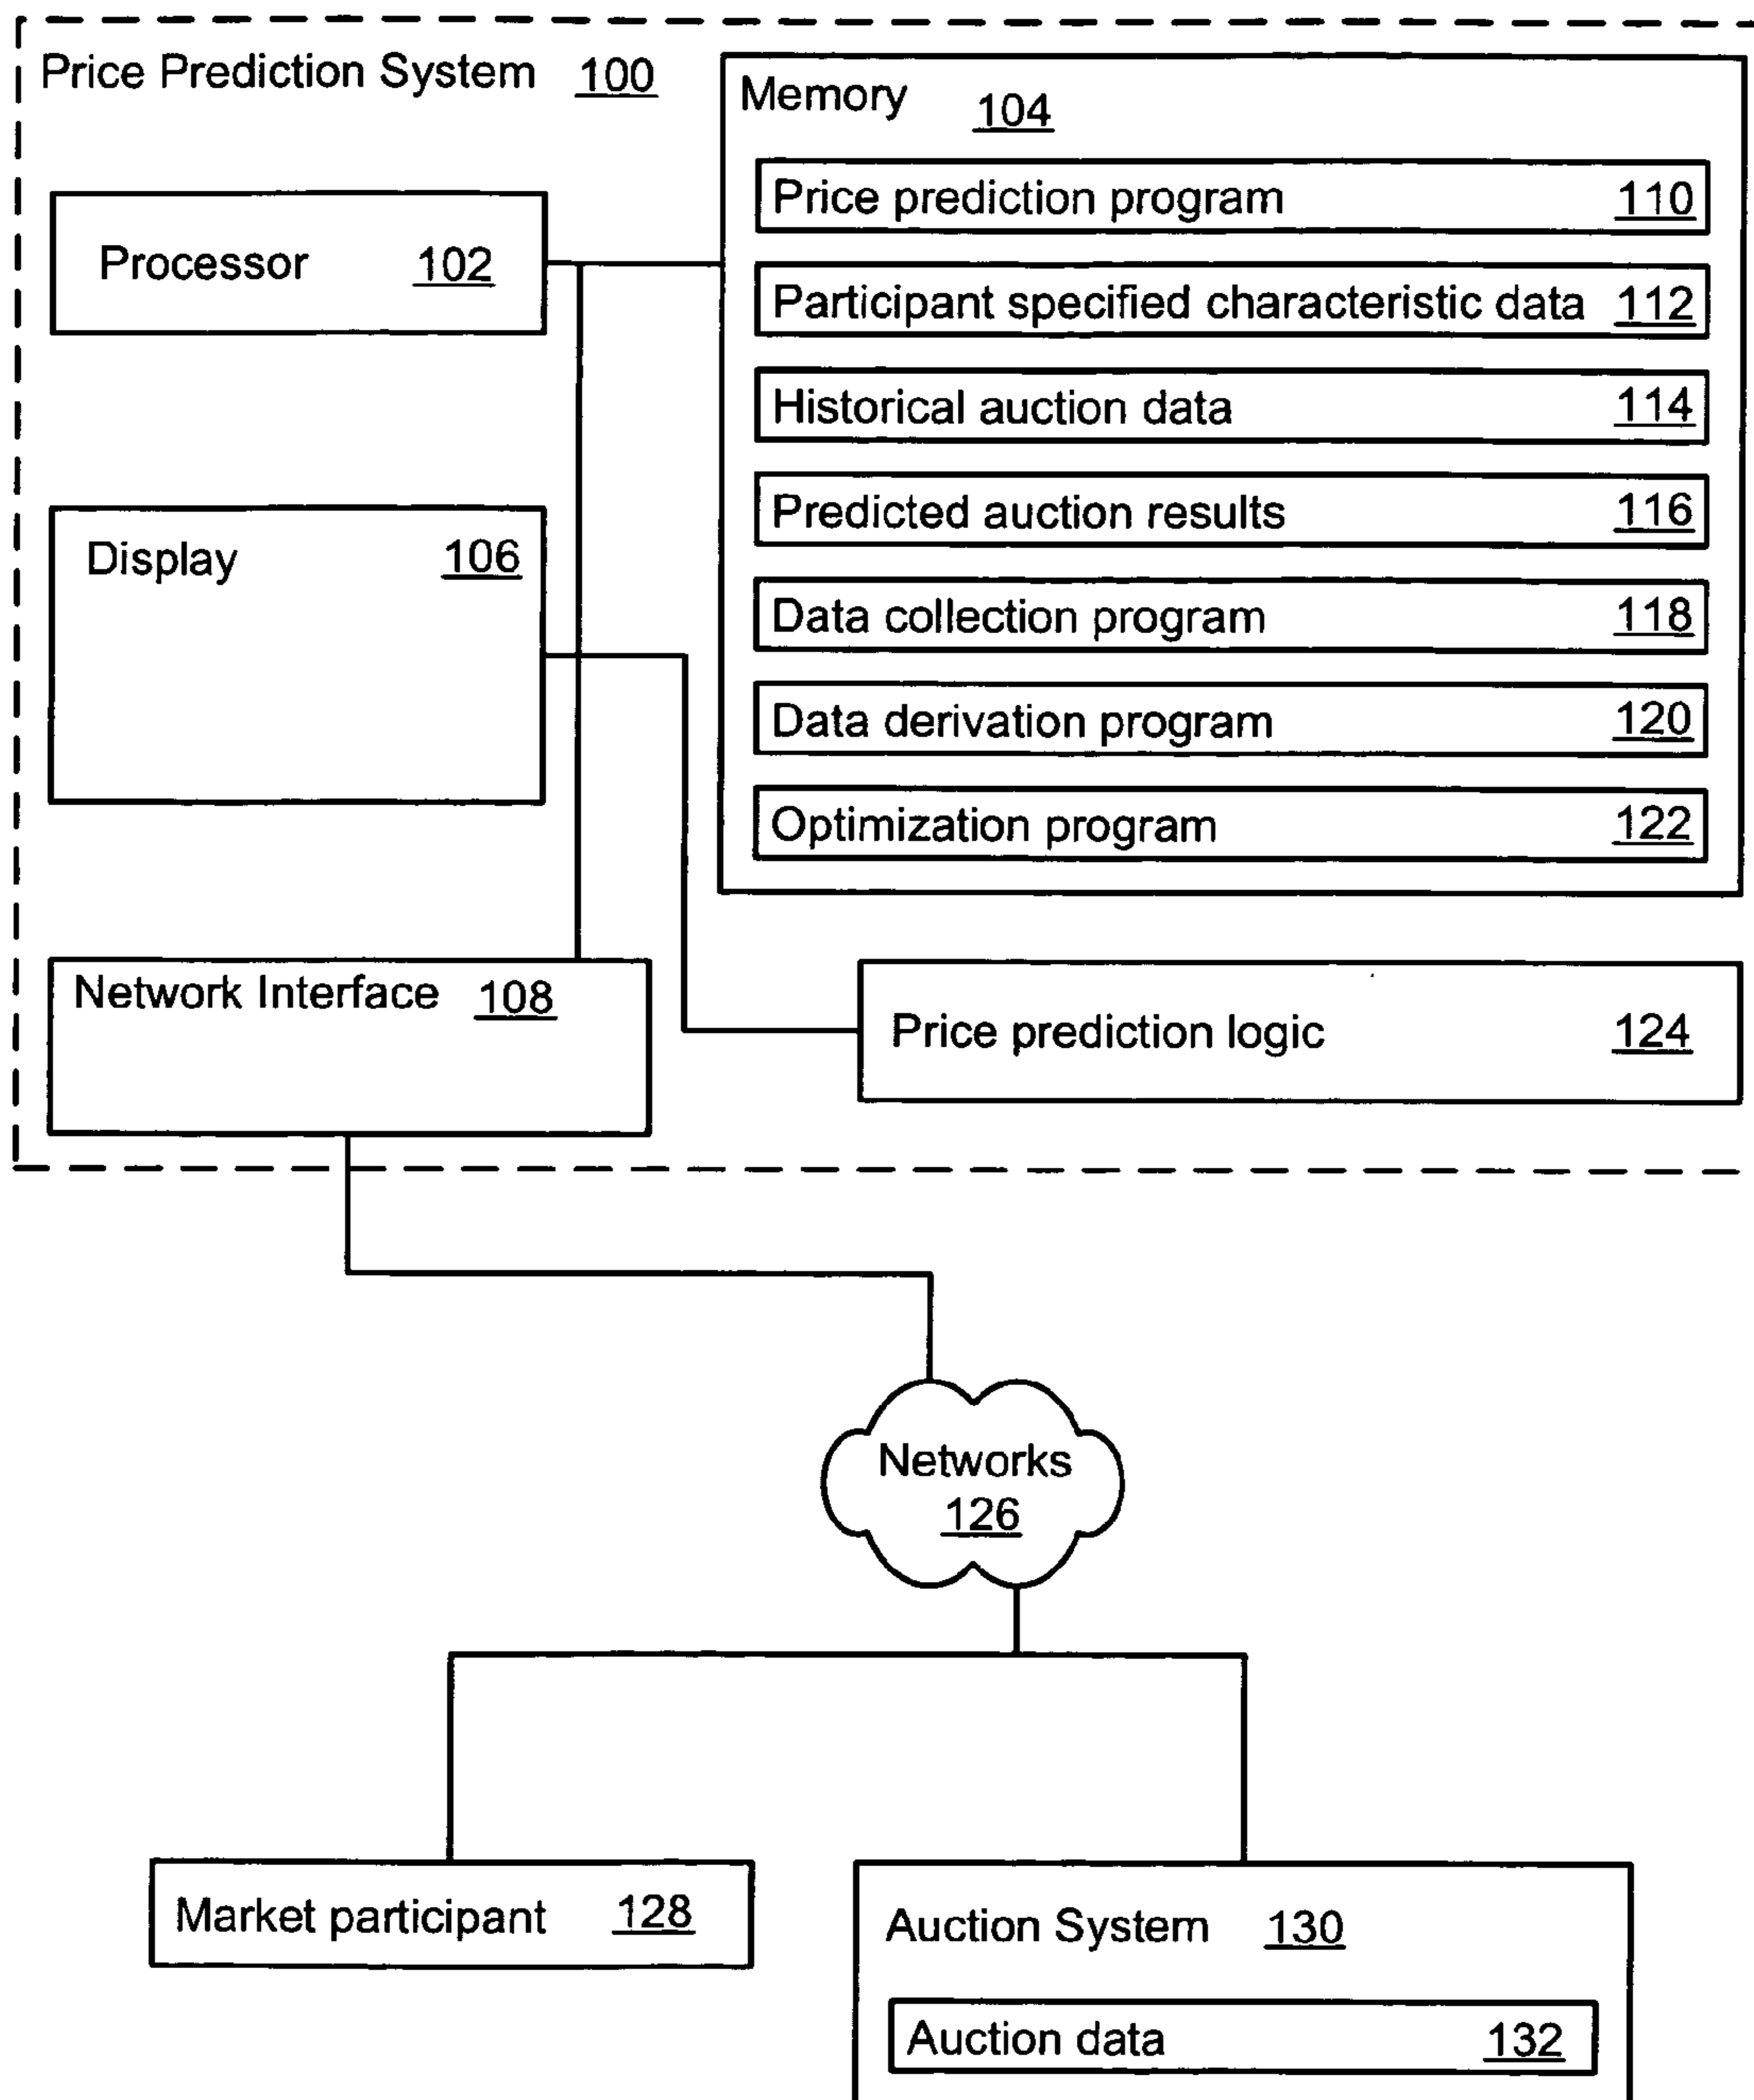 Price Prediction System 100
Memory 104
Price prediction program 110
Processor 102
Participant specified characteristic data 112
Historical auction data 114
Predicted auction results 116
Display 106
Data collection program 118
Data derivation program 120
Optimization program 122
Network Interface 108
Price prediction logic 124
Networks
126
Market participant 128
Auction System 130
Auction data 132